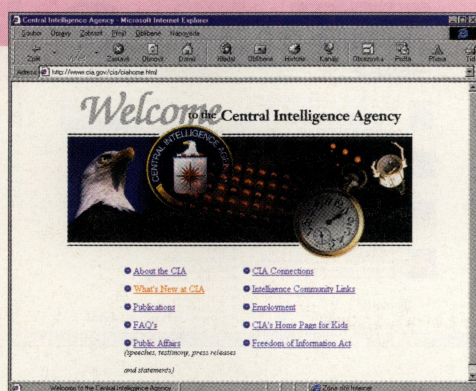 Central Intelligence Agency - Microsoft Internet Explorer
Soubor Úpravy Zobrazit Přejít Oblíbené Nápověda
Zpět Zastavit Obnovit Domů Hledat Oblíbené Historie Kanály Obrazovka Pošta Písma
Adresa http://www.cia.gov/cia/ciahome.html
Welcome to the Central Intelligence Agency
CENTRAL INTELLIGENCE AGENCY
About the CIA
What's New at CIA
Publications
FAQ's
Public Affairs
(speeches, testimony, press releases
and statements)
CIA Connections
Intelligence Community Links
Employment
CIA's Home Page for Kids
Freedom of Information Act
Welcome to the Central Intelligence Agency Zóna sítě Internet